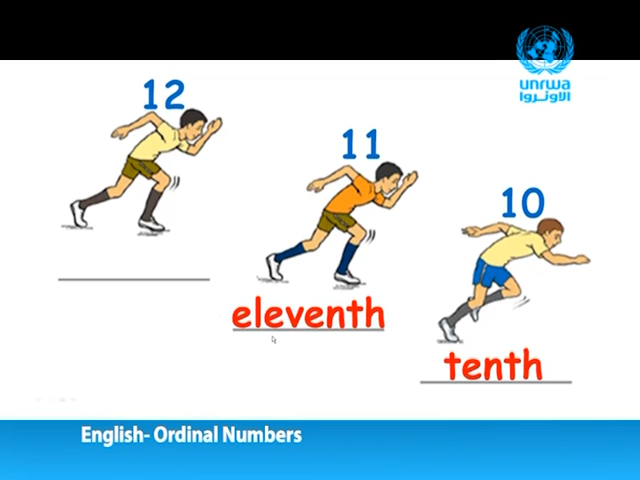 unrwa
الأونروا
12
11
10
eleventh
tenth
English- Ordinal Numbers